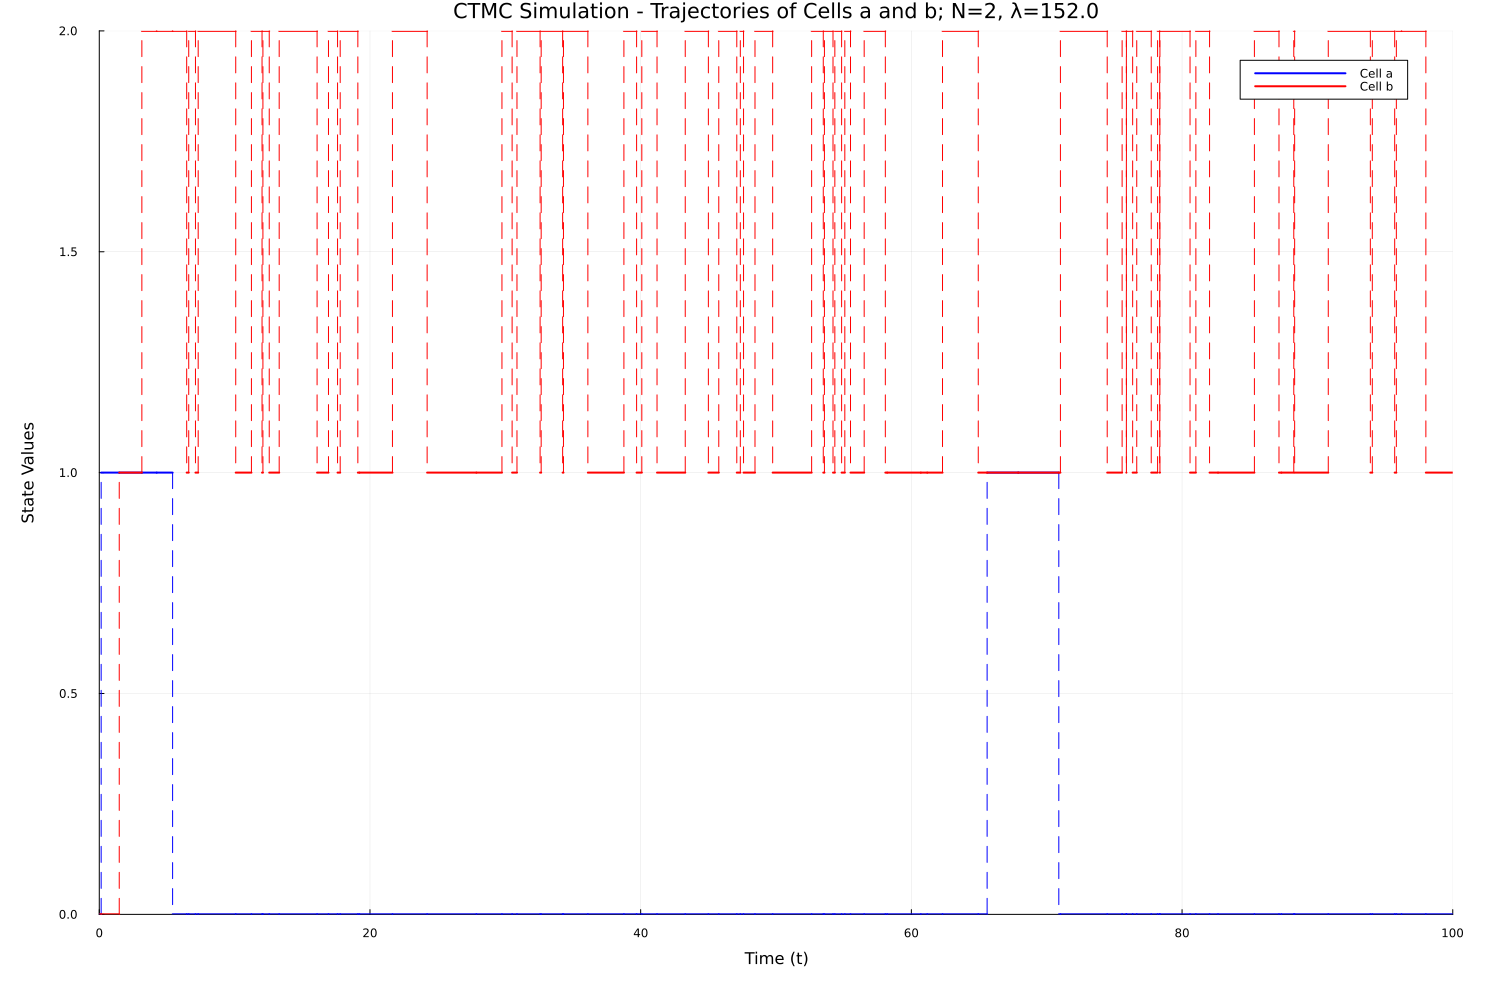 CTMC Simulation - Trajectories of Cells a and b; N=2, λ=152.0
Cell a
Cell b
State Values
2.0
1.5
1.0
0.5
0.0
0 20 40 60 80 100
Time (t)